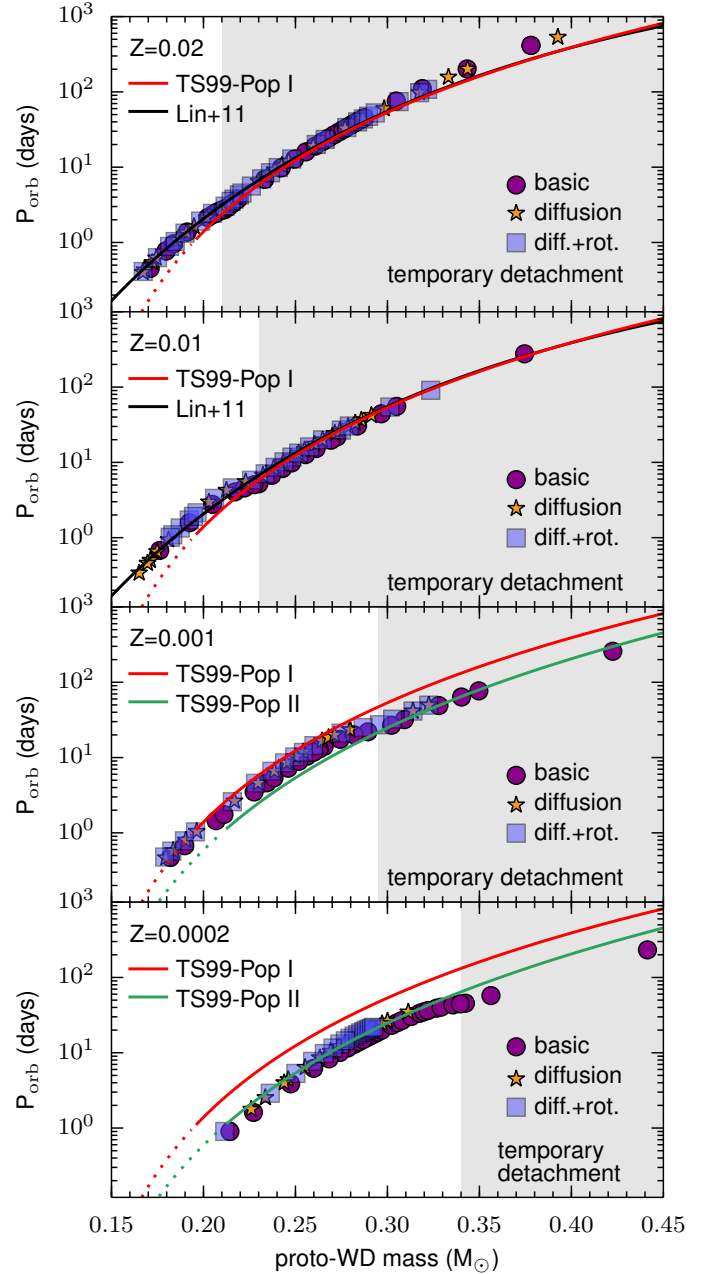 10³
Z=0.02
TS99-Pop I
Lin+11
10²
10¹
10⁰
P_orb (days)
basic
diffusion
diff.+rot.
temporary detachment
10³
Z=0.01
TS99-Pop I
Lin+11
10²
10¹
10⁰
P_orb (days)
basic
diffusion
diff.+rot.
temporary detachment
10³
Z=0.001
TS99-Pop I
TS99-Pop II
10²
10¹
10⁰
P_orb (days)
basic
diffusion
diff.+rot.
temporary detachment
10³
Z=0.0002
TS99-Pop I
TS99-Pop II
10²
10¹
10⁰
P_orb (days)
basic
diffusion
diff.+rot.
temporary
detachment
0.15 0.20 0.25 0.30 0.35 0.40 0.45
proto-WD mass (M_⊙)